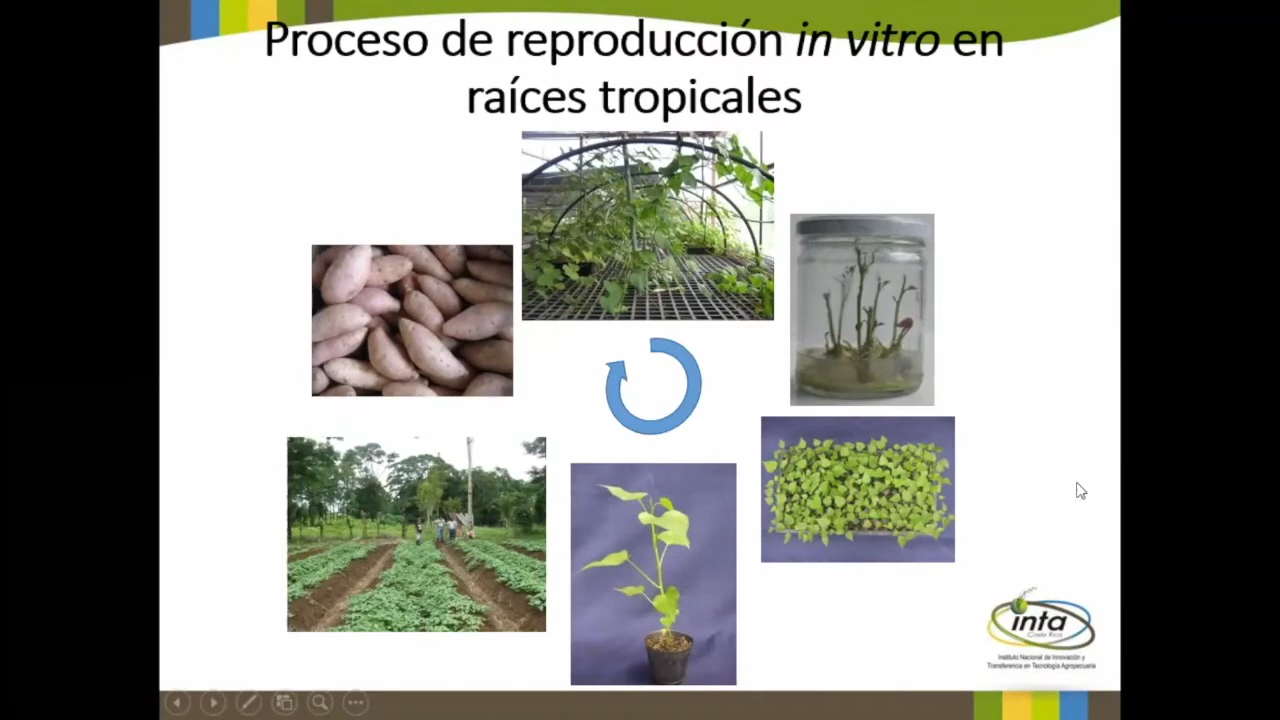 Proceso de reproducción in vitro en
raíces tropicales
inta
Costa Rica
Instituto Nacional de Innovación y
Transferencia en Tecnología Agropecuaria